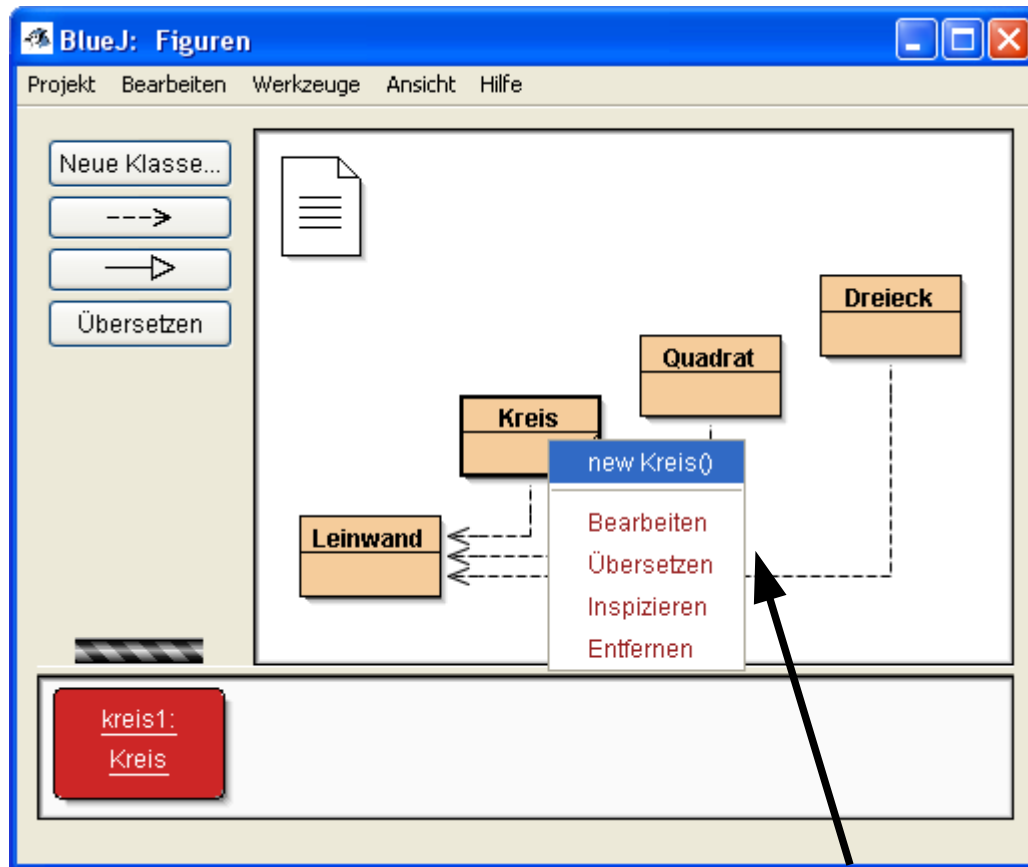 BlueJ: Figuren
Projekt Bearbeiten Werkzeuge Ansicht Hilfe
Neue Klasse...
Übersetzen
Dreieck
Quadrat
Kreis
Leinwand
new Kreis()
Bearbeiten
Übersetzen
Inspizieren
Entfernen
kreis1:
Kreis